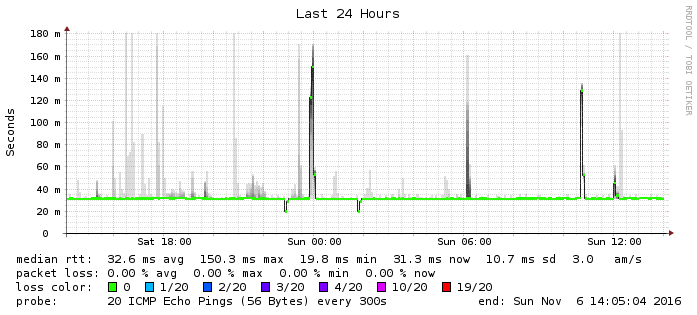 Last 24 Hours
RRDTOOL / TOBI OETIKER
Seconds
180 m
160 m
140 m
120 m
100 m
80 m
60 m
40 m
20 m
0
Sat 18:00 Sun 00:00 Sun 06:00 Sun 12:00
median rtt: 32.6 ms avg 150.3 ms max 19.8 ms min 31.3 ms now 10.7 ms sd 3.0 am/s
packet loss: 0.00 % avg 0.00 % max 0.00 % min 0.00 % now
loss color: 0 1/20 2/20 3/20 4/20 10/20 19/20
probe: 20 ICMP Echo Pings (56 Bytes) every 300s end: Sun Nov 6 14:05:04 2016